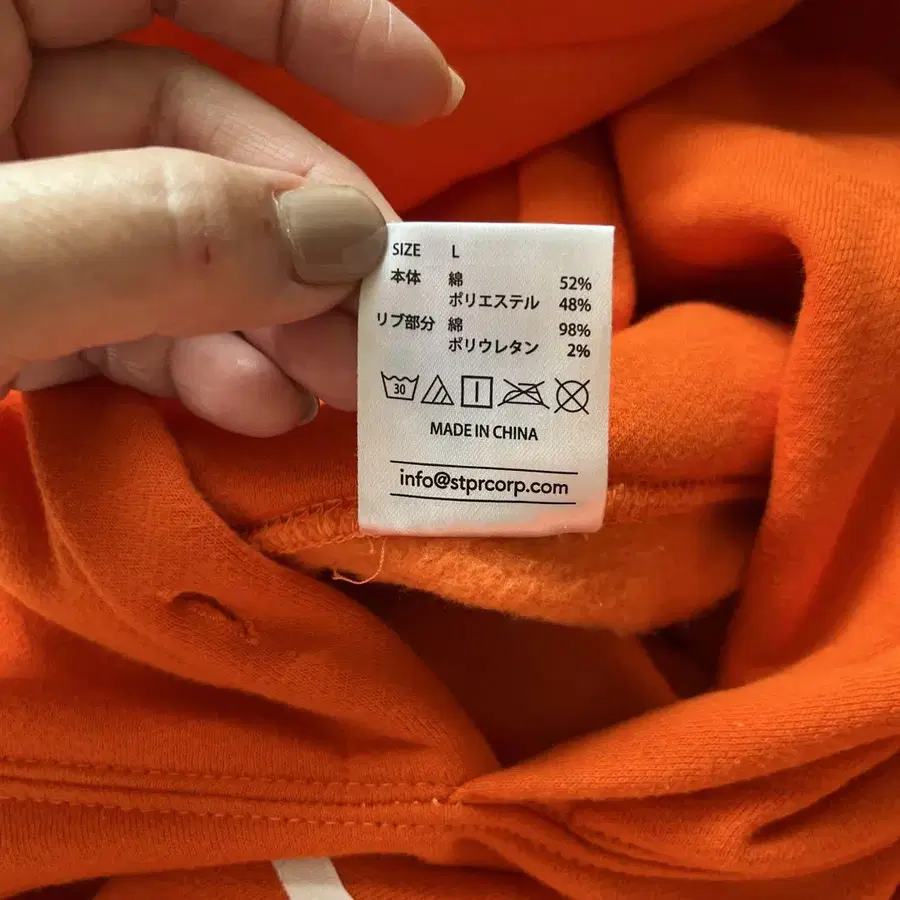 SIZE L
本体 綿 52%
ポリエステル 48%
リブ部分 綿 98%
ポリウレタン 2%
30
MADE IN CHINA
info@stprcorp.com